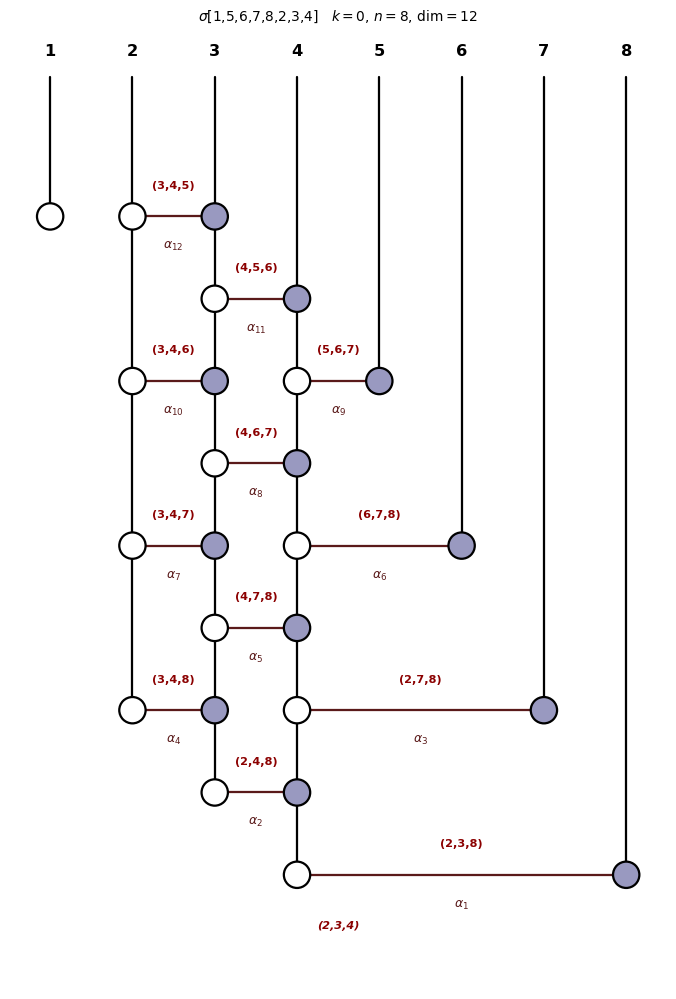 σ[1,5,6,7,8,2,3,4] k=0, n=8, dim=12
1 2 3 4 5 6 7 8
(3,4,5)
α12
(4,5,6)
α11
(3,4,6) (5,6,7)
α10 α9
(4,6,7)
α8
(3,4,7) (6,7,8)
α7 α6
(4,7,8)
α5
(3,4,8) (2,7,8)
α4 α3
(2,4,8)
α2
(2,3,8)
α1
(2,3,4)